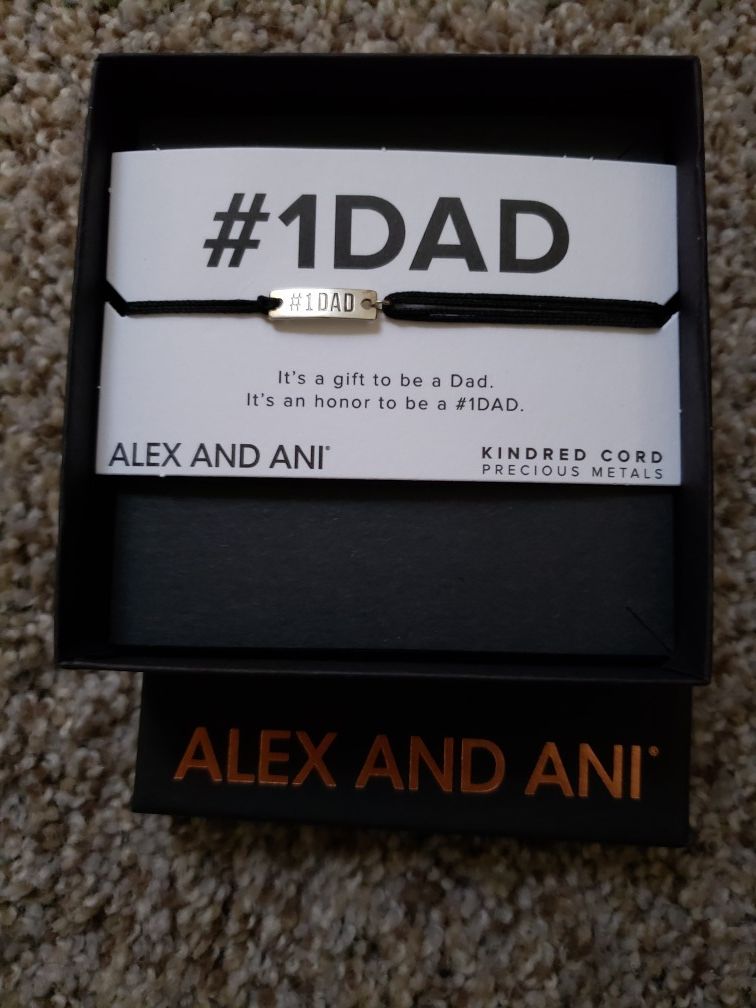 #1DAD
#1DAD
It's a gift to be a Dad.
It's an honor to be a #1DAD.
ALEX AND ANI®
KINDRED CORD
PRECIOUS METALS
ALEX AND ANI®